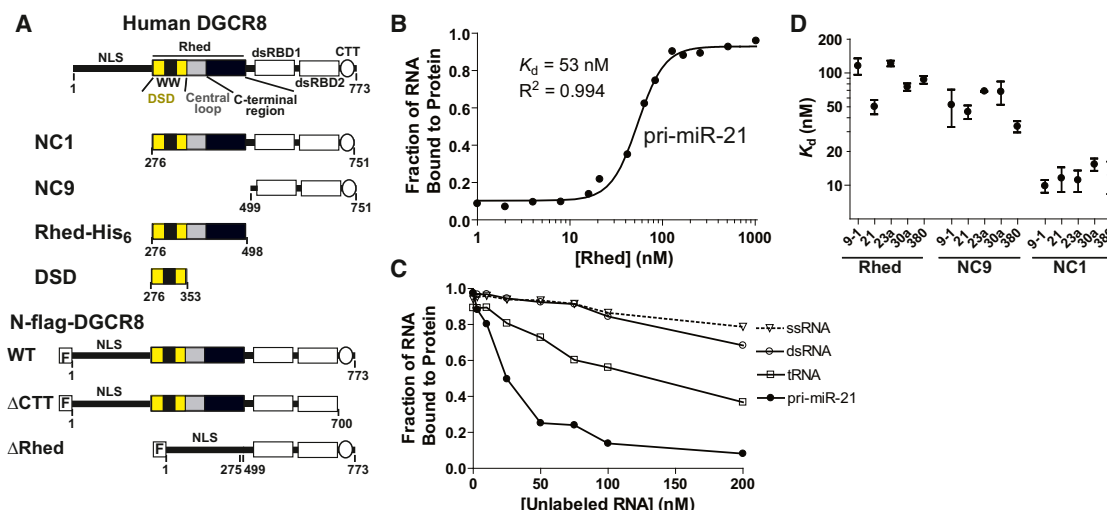 A
Human DGCR8
NLS
Rhed
dsRBD1
CTT
WW
dsRBD2
1
773
DSD
Central loop
C-terminal region
NC1
276
751
NC9
499
751
Rhed-His6
276
498
DSD
276
353
N-flag-DGCR8
WT
F
NLS
1
773
ΔCTT
F
NLS
1
700
ΔRhed
F
NLS
1
275
499
773
B
Fraction of RNA
Bound to Protein
1.0
0.8
0.6
0.4
0.2
0.0
Kd = 53 nM
R2 = 0.994
pri-miR-21
1 10 100 1000
[Rhed] (nM)
C
Fraction of RNA
Bound to Protein
1.0
0.8
0.6
0.4
0.2
0.0
0 50 100 150 200
[Unlabeled RNA] (nM)
ssRNA
dsRNA
tRNA
pri-miR-21
D
Kd (nM)
200
100
50
20
10
9-1 21 23a 30a 380
9-1 21 23a 30a 380
9-1 21 23a 30a
Rhed NC9 NC1